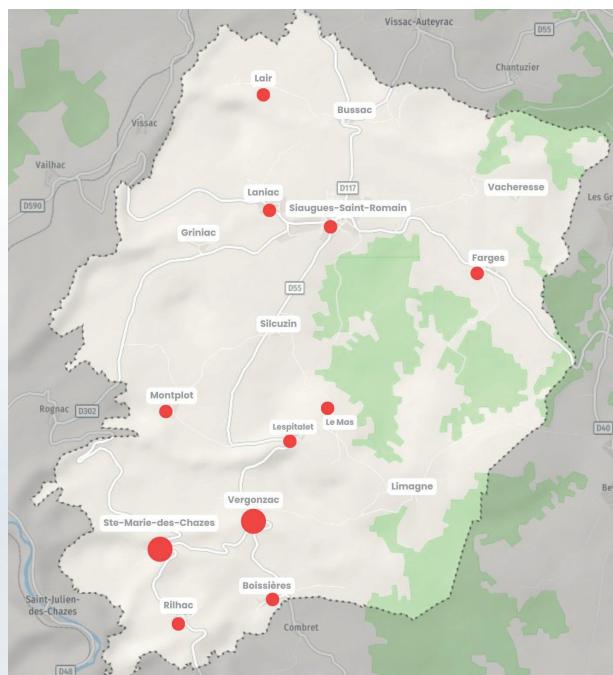 Vissac-Auteyrac
D55
Chantuzier
Lair
Bussac
Vissac
Vailhac
D117
Laniac
Vacheresse
D590
Les Gr
Siaugues-Saint-Romain
Griniac
Farges
D55
Silcuzin
Montplot
Rognac
D302
Le Mas
Lespitalet
D40
Limagne
Be
Vergonzac
Ste-Marie-des-Chazes
Boissières
Saint-Julien-
des-Chazes
Rilhac
Combret
D48